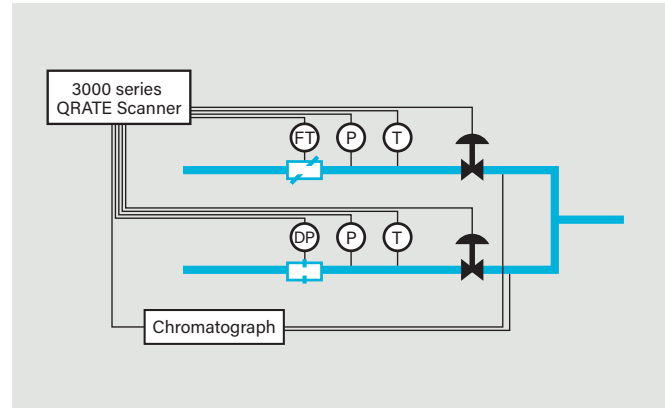 3000 series
QRATE Scanner
FT
P
T
DP
P
T
Chromatograph